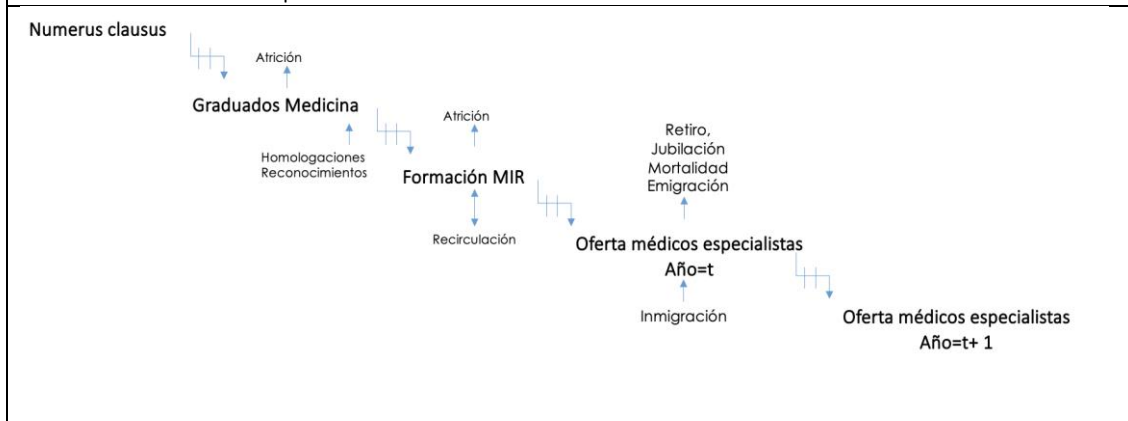 Numerus clausus
Atrición
Graduados Medicina
Homologaciones
Reconocimientos
Atrición
Formación MIR
Recirculación
Retiro,
Jubilación
Mortalidad
Emigración
Oferta médicos especialistas
Año=t
Inmigración
Oferta médicos especialistas
Año=t+ 1